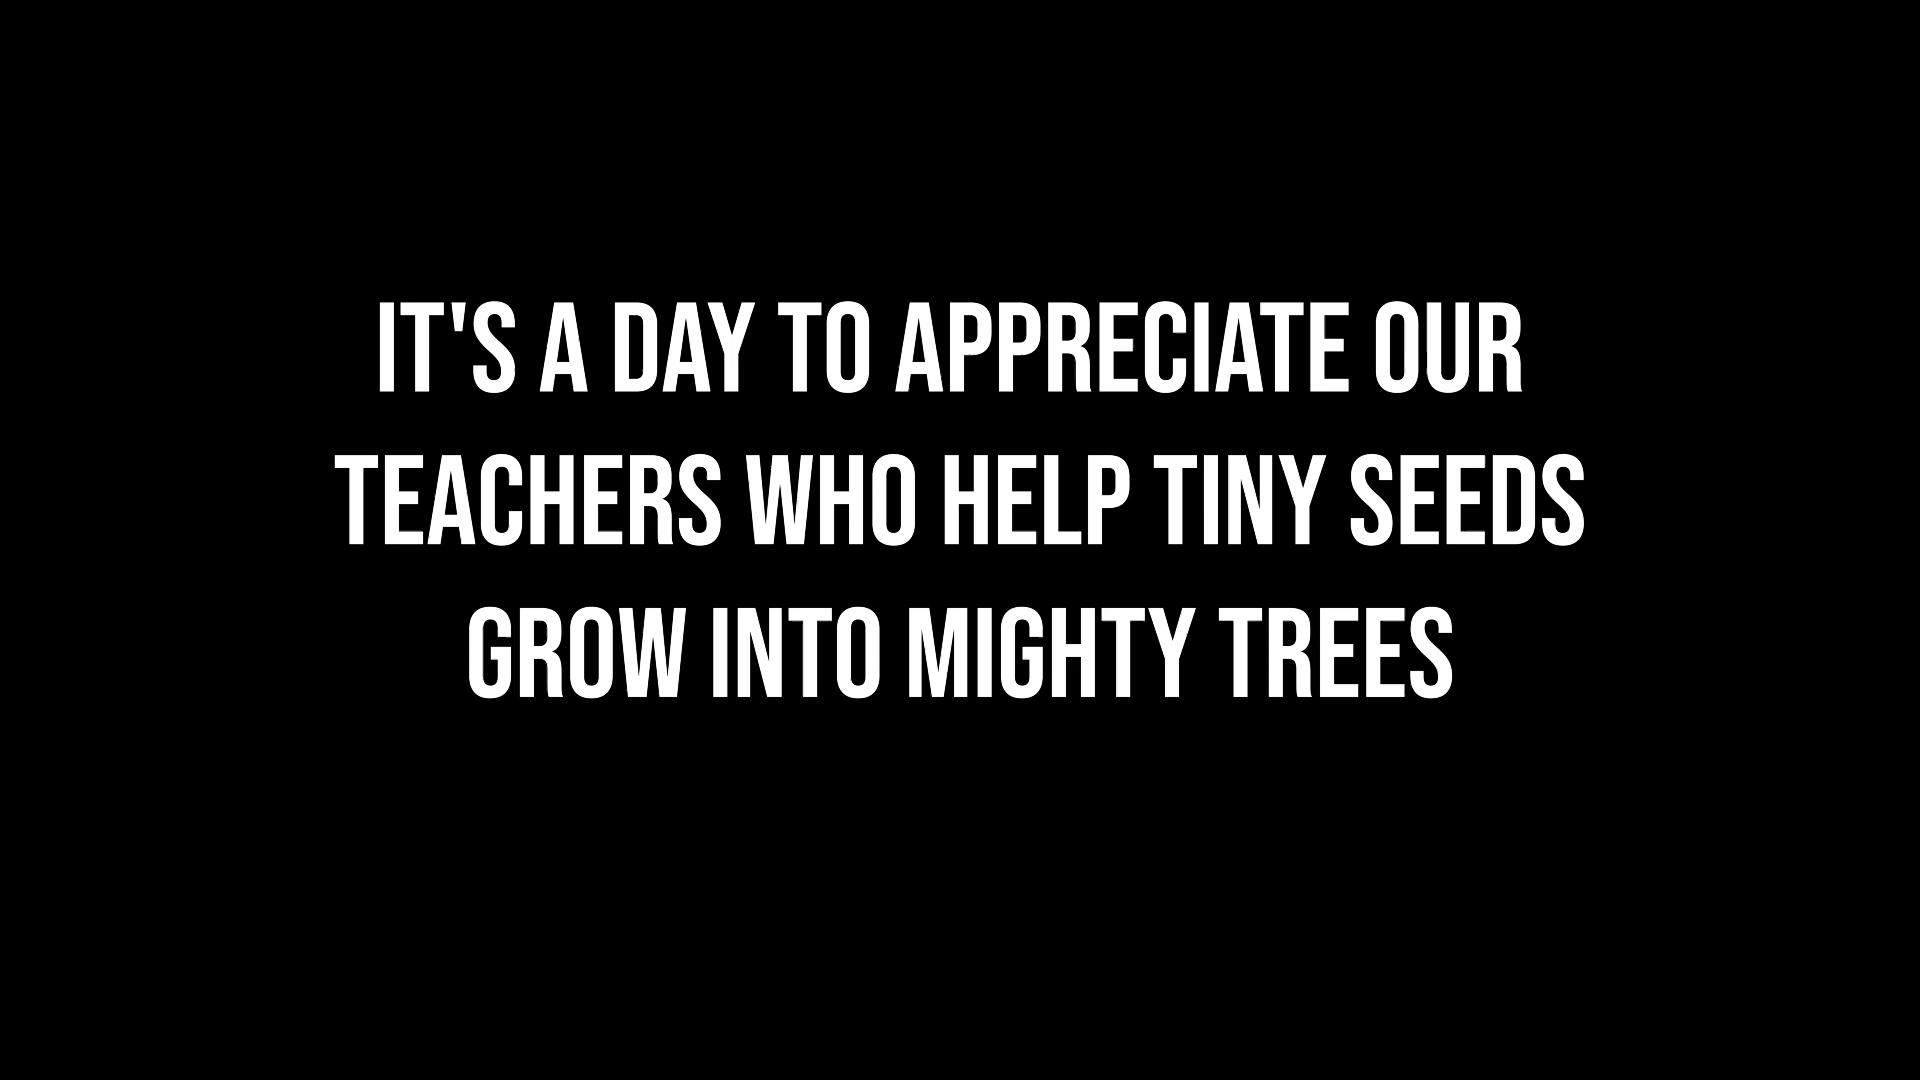 IT'S A DAY TO APPRECIATE OUR
TEACHERS WHO HELP TINY SEEDS
GROW INTO MIGHTY TREES